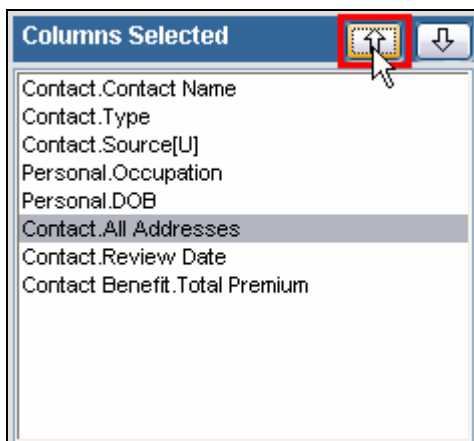 Columns Selected
Contact.Contact Name
Contact.Type
Contact.Source[U]
Personal.Occupation
Personal.DOB
Contact.All Addresses
Contact.Review Date
Contact Benefit.Total Premium